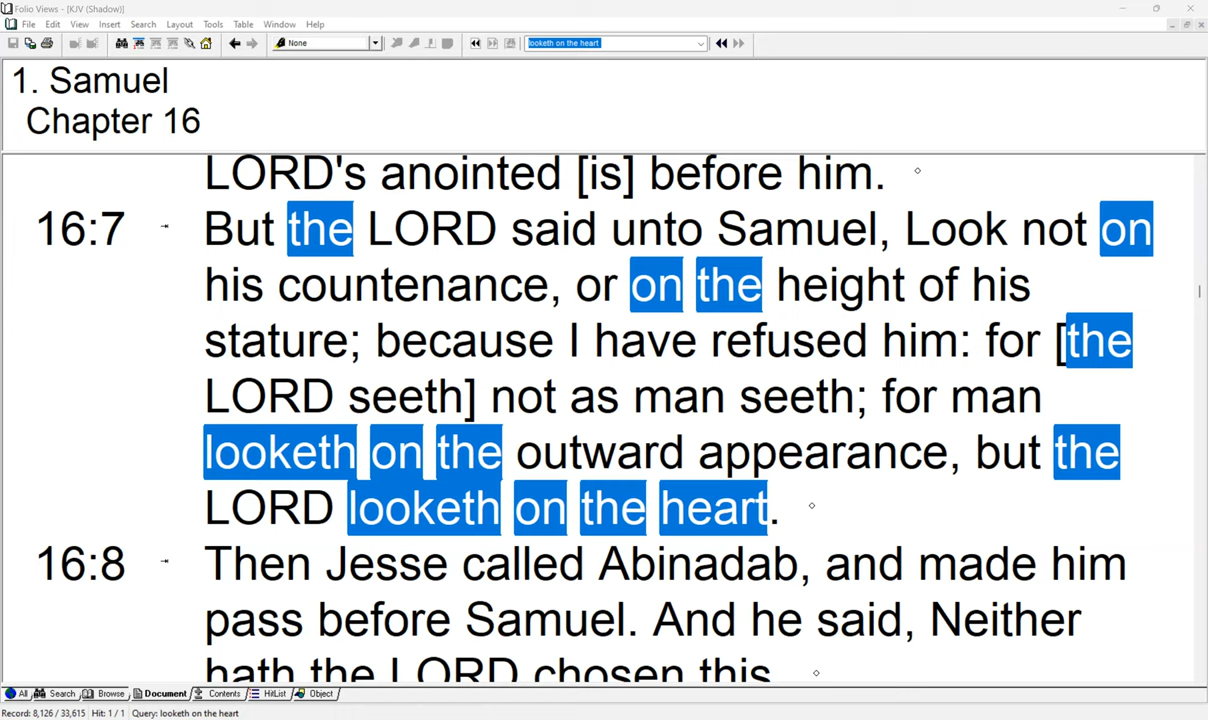 Folio Views - [KJV (Shadow)]
File Edit View Insert Search Layout Tools Table Window Help
None looketh on the heart
1. Samuel
Chapter 16
LORD's anointed [is] before him.
16:7 But the LORD said unto Samuel, Look not on
his countenance, or on the height of his
stature; because I have refused him: for [the
LORD seeth] not as man seeth; for man
looketh on the outward appearance, but the
LORD looketh on the heart.
16:8 Then Jesse called Abinadab, and made him
pass before Samuel. And he said, Neither
hath the LORD chosen this.
All Search Browse Document Contents HitList Object
Record: 8,126 / 33,615 Hit: 1 / 1 Query: looketh on the heart